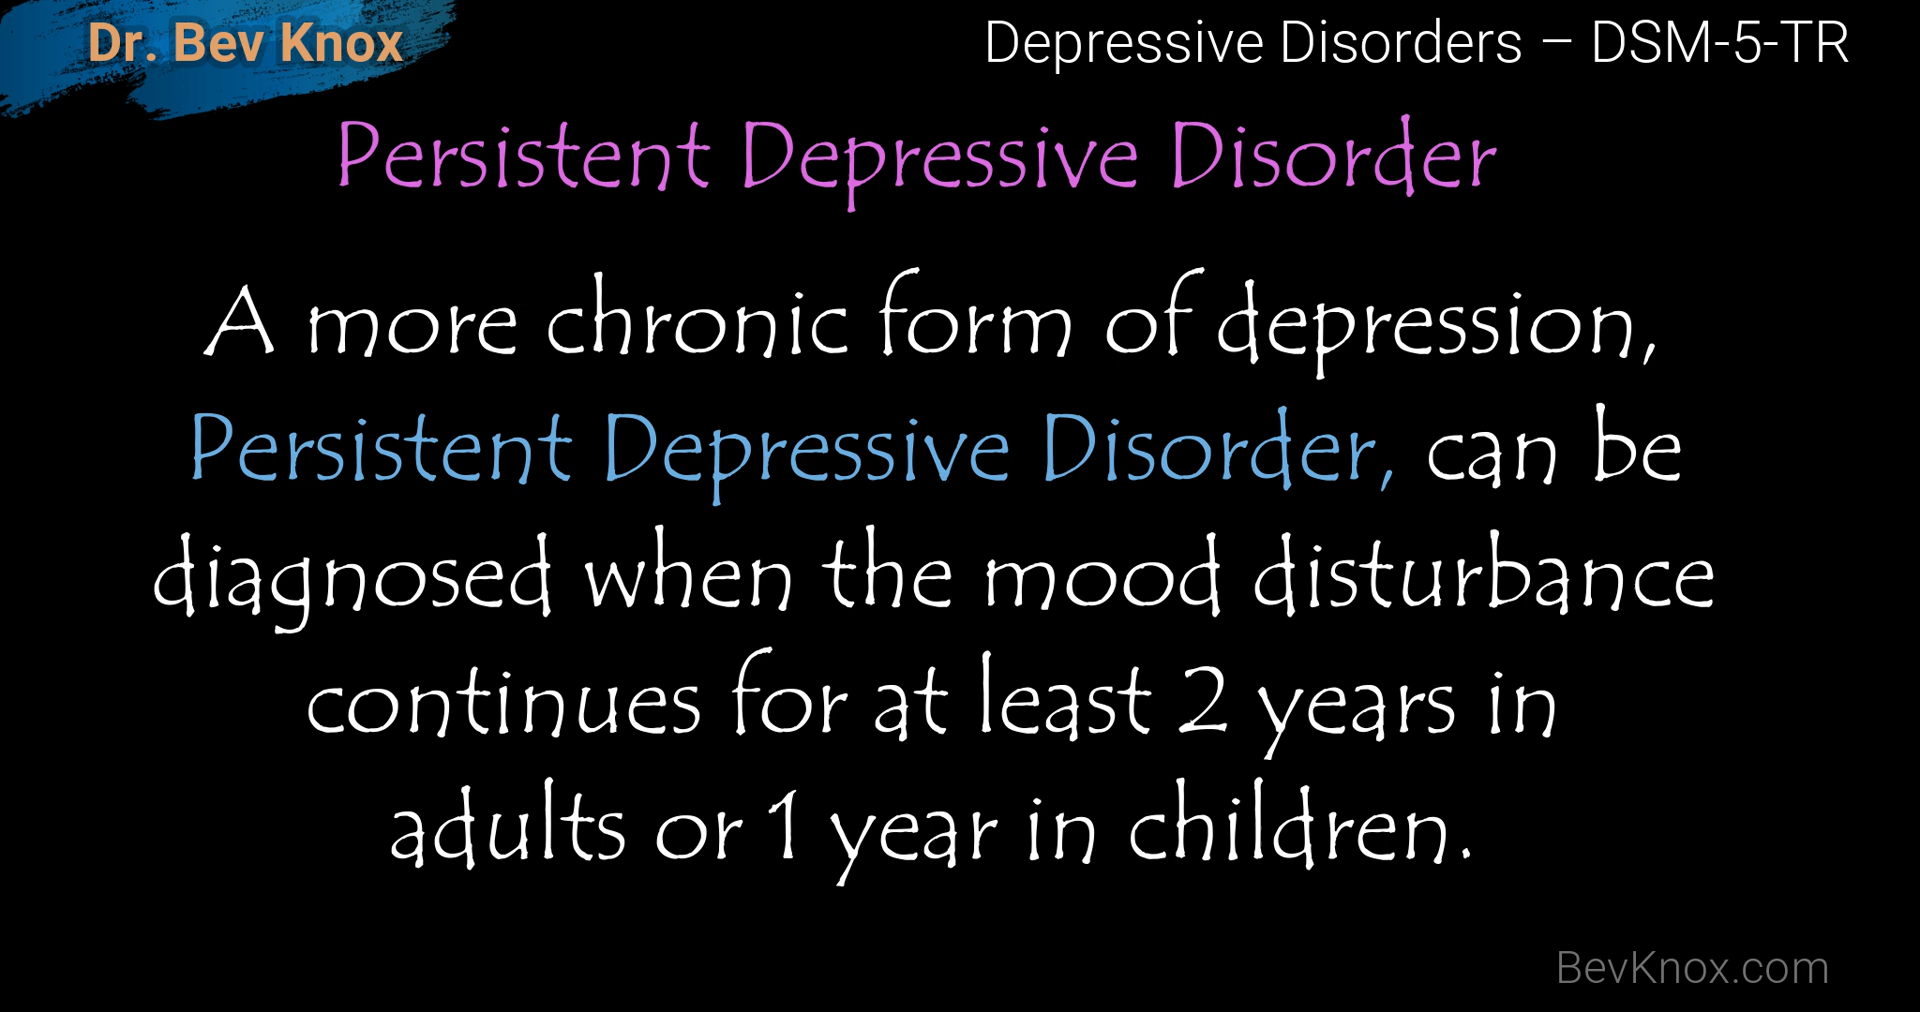 Dr. Bev Knox
Depressive Disorders – DSM-5-TR
Persistent Depressive Disorder
A more chronic form of depression,
Persistent Depressive Disorder, can be
diagnosed when the mood disturbance
continues for at least 2 years in
adults or 1 year in children.
BevKnox.com